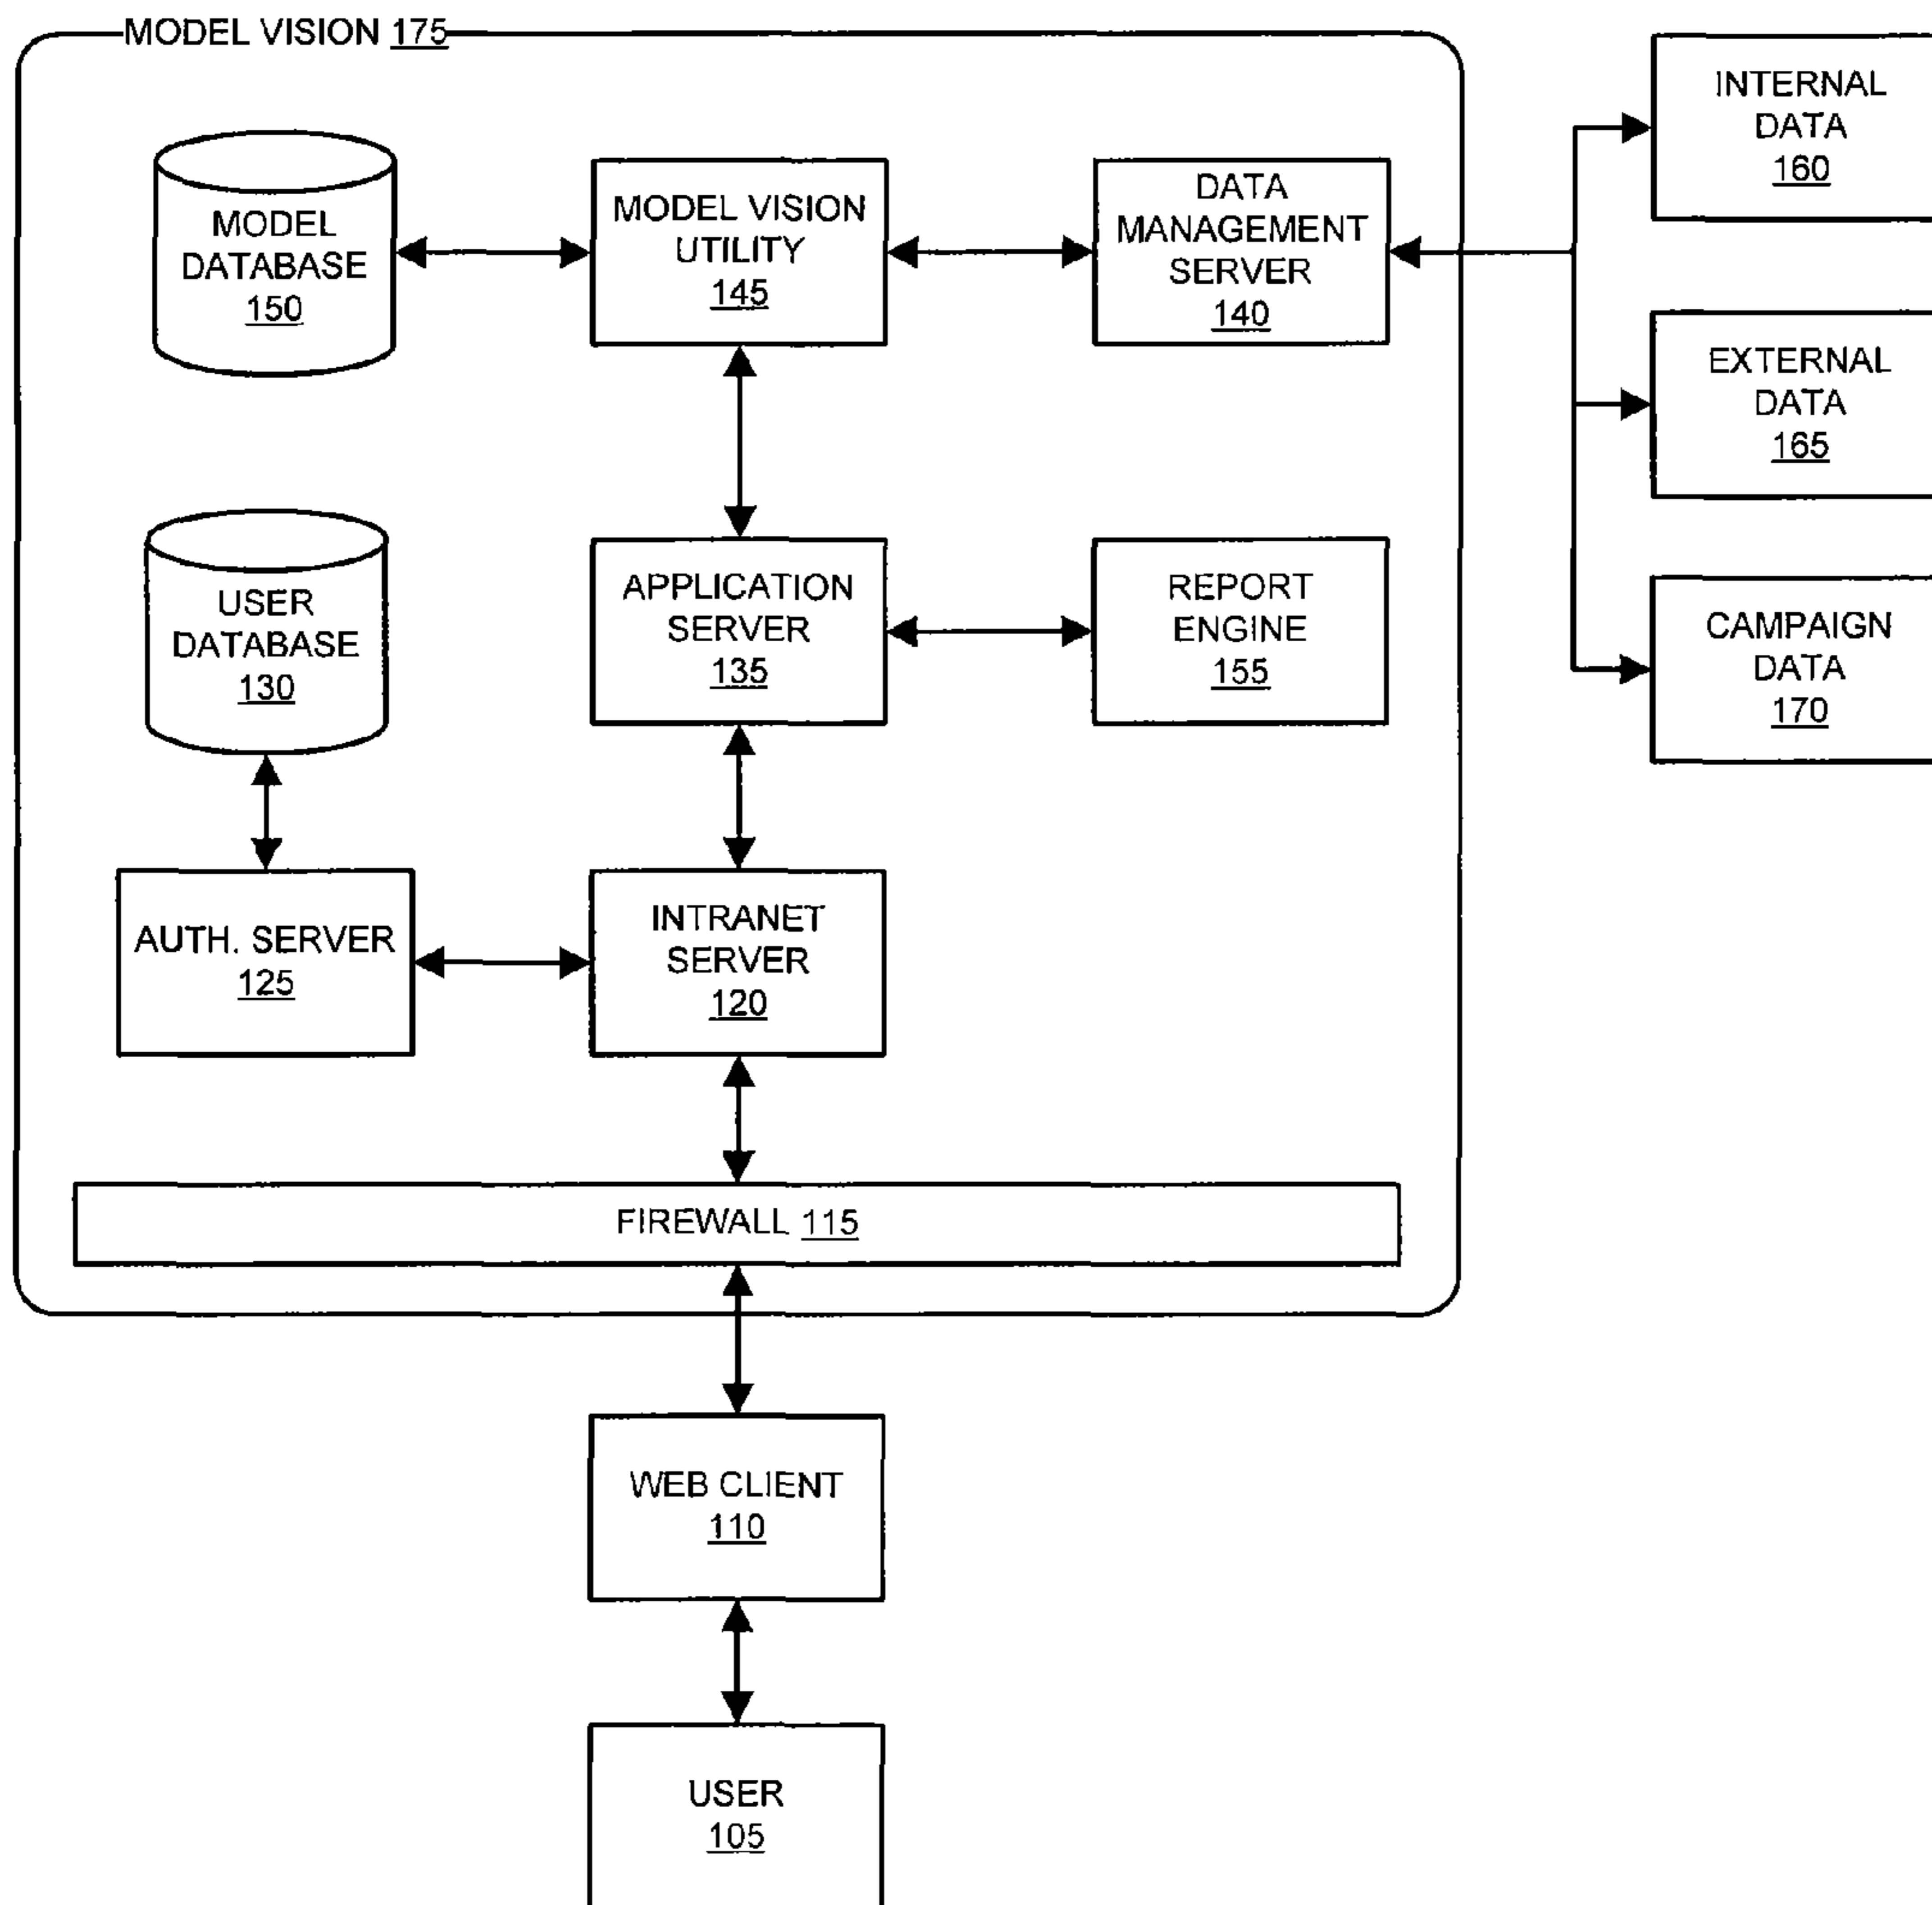 MODEL VISION 175
MODEL
DATABASE
150
MODEL VISION
UTILITY
145
DATA
MANAGEMENT
SERVER
140
INTERNAL
DATA
160
EXTERNAL
DATA
165
CAMPAIGN
DATA
170
USER
DATABASE
130
APPLICATION
SERVER
135
REPORT
ENGINE
155
AUTH. SERVER
125
INTRANET
SERVER
120
FIREWALL 115
WEB CLIENT
110
USER
105